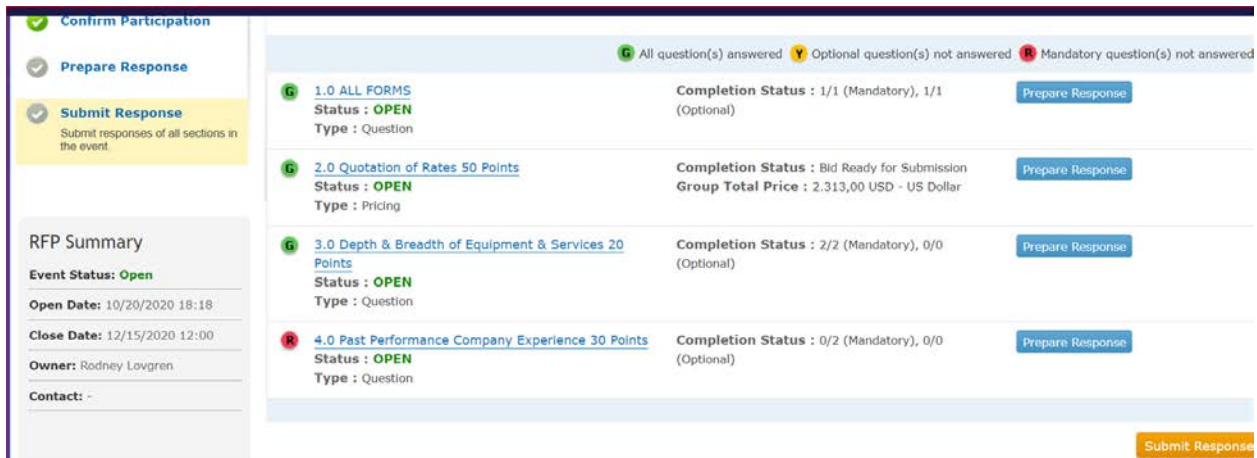 Confirm Participation
Prepare Response
Submit Response
Submit responses of all sections in
the event
RFP Summary
Event Status: Open
Open Date: 10/20/2020 18:18
Close Date: 12/15/2020 12:00
Owner: Rodney Lovgren
Contact: -
G All question(s) answered Y Optional question(s) not answered R Mandatory question(s) not answered
G 1.0 ALL FORMS Completion Status : 1/1 (Mandatory), 1/1 Prepare Response
Status : OPEN (Optional)
Type : Question
G 2.0 Quotation of Rates 50 Points Completion Status : Bid Ready for Submission Prepare Response
Status : OPEN Group Total Price : 2.313,00 USD - US Dollar
Type : Pricing
G 3.0 Depth & Breadth of Equipment & Services 20 Completion Status : 2/2 (Mandatory), 0/0 Prepare Response
Points (Optional)
Status : OPEN
Type : Question
R 4.0 Past Performance Company Experience 30 Points Completion Status : 0/2 (Mandatory), 0/0 Prepare Response
Status : OPEN (Optional)
Type : Question
Submit Response